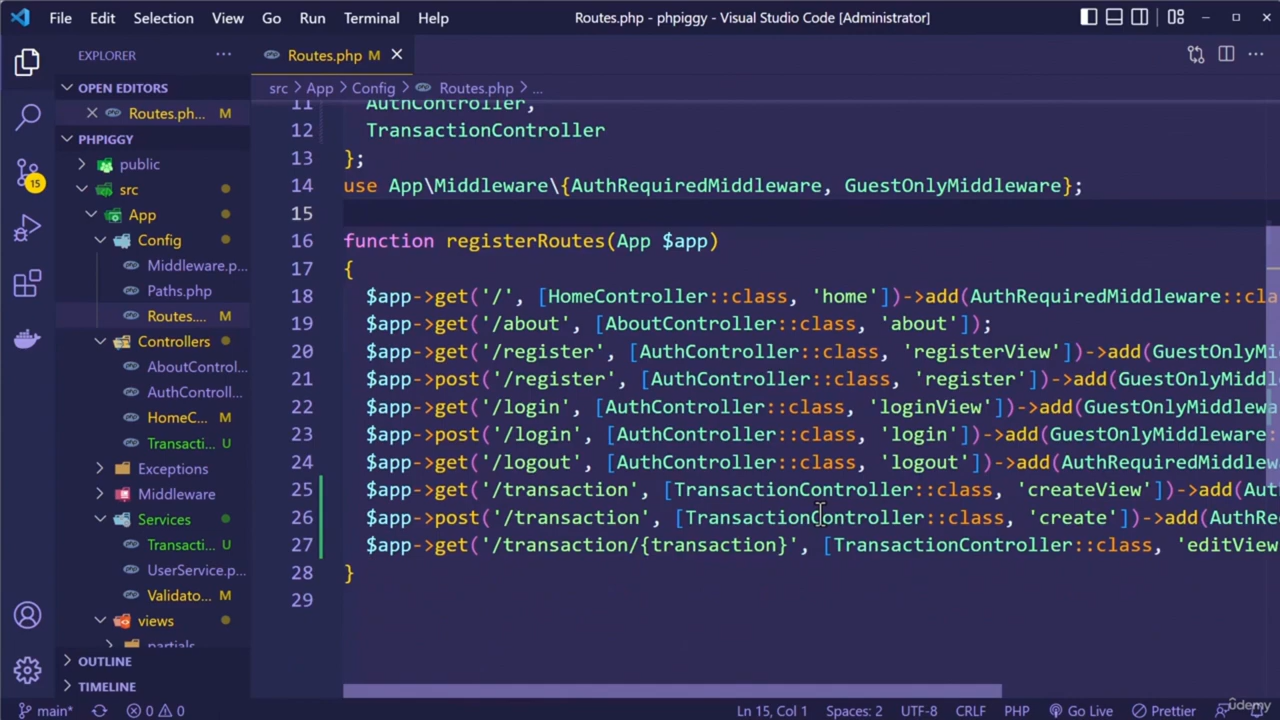 File Edit Selection View Go Run Terminal Help
Routes.php - phpiggy - Visual Studio Code [Administrator]
EXPLORER
OPEN EDITORS
Routes.ph... M
PHPIGGY
public
src
App
Config
Middleware.p...
Paths.php
Routes.... M
Controllers
AboutControl...
AuthControll...
HomeC... M
Transacti... U
Exceptions
Middleware
Services
Transacti... U
UserService.p...
Validato... M
views
partials
OUTLINE
TIMELINE
15
Routes.php M
src > App > Config > Routes.php > ...
11 AuthController,
12 TransactionController
13 };
14 use App\Middleware\{AuthRequiredMiddleware, GuestOnlyMiddleware};
15
16 function registerRoutes(App $app)
17 {
18 $app->get('/', [HomeController::class, 'home'])->add(AuthRequiredMiddleware::cla
19 $app->get('/about', [AboutController::class, 'about']);
20 $app->get('/register', [AuthController::class, 'registerView'])->add(GuestOnlyMi
21 $app->post('/register', [AuthController::class, 'register'])->add(GuestOnlyMiddl
22 $app->get('/login', [AuthController::class, 'loginView'])->add(GuestOnlyMiddlewa
23 $app->post('/login', [AuthController::class, 'login'])->add(GuestOnlyMiddleware:
24 $app->get('/logout', [AuthController::class, 'logout'])->add(AuthRequiredMiddlew
25 $app->get('/transaction', [TransactionController::class, 'createView'])->add(Aut
26 $app->post('/transaction', [TransactionController::class, 'create'])->add(AuthRe
27 $app->get('/transaction/{transaction}', [TransactionController::class, 'editView
28 }
29
main* 0 0
Ln 15, Col 1 Spaces: 2 UTF-8 CRLF PHP Go Live Prettier
ûdemy